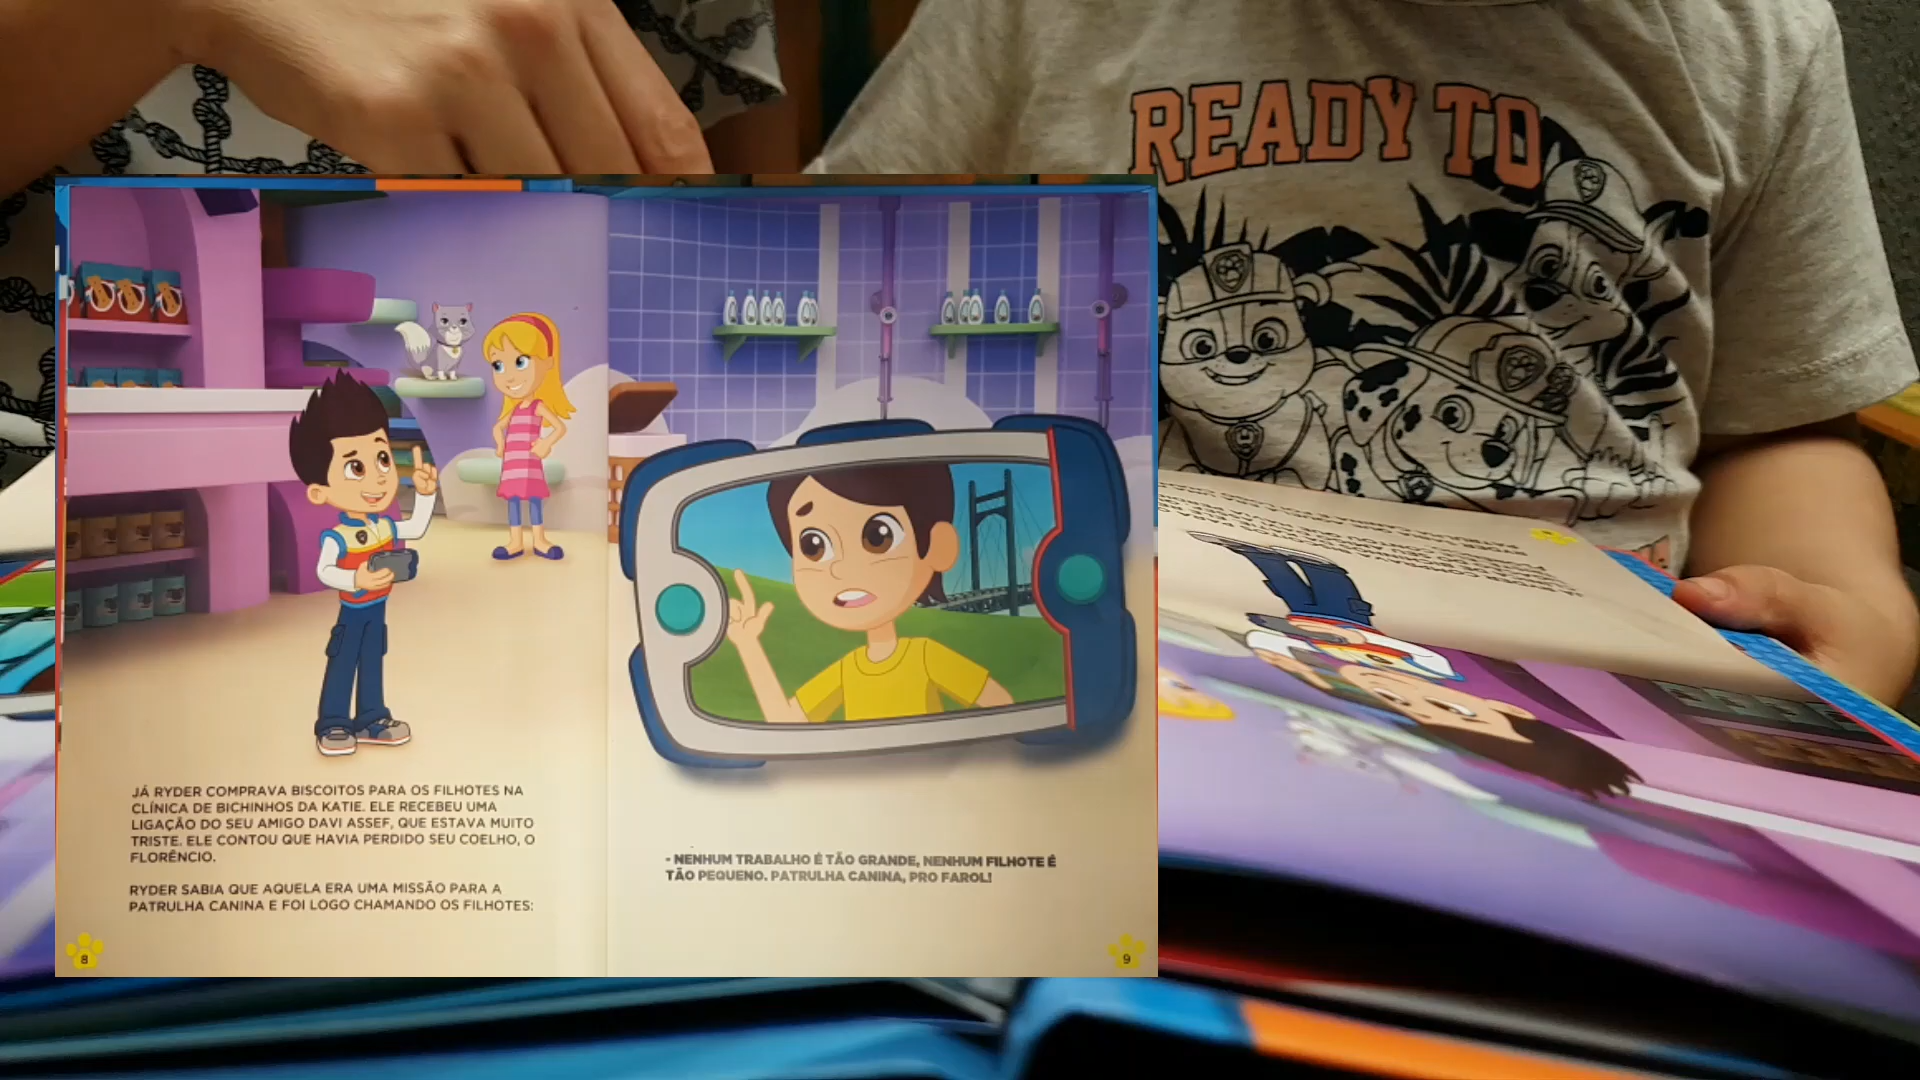 READY TO
JÁ RYDER COMPRAVA BISCOITOS PARA OS FILHOTES NA
CLÍNICA DE BICHINHOS DA KATIE. ELE RECEBEU UMA
LIGAÇÃO DO SEU AMIGO DAVI ASSEF, QUE ESTAVA MUITO
TRISTE. ELE CONTOU QUE HAVIA PERDIDO SEU COELHO, O
FLORÊNCIO.
RYDER SABIA QUE AQUELA ERA UMA MISSÃO PARA A
PATRULHA CANINA E FOI LOGO CHAMANDO OS FILHOTES:
8
- NENHUM TRABALHO É TÃO GRANDE, NENHUM FILHOTE É
TÃO PEQUENO. PATRULHA CANINA, PRO FAROL!
9